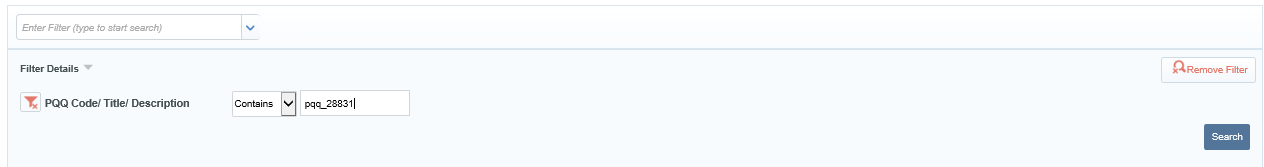 Enter Filter (type to start search)
Filter Details
Remove Filter
PQQ Code/ Title/ Description
Contains
pqq_28831
Search